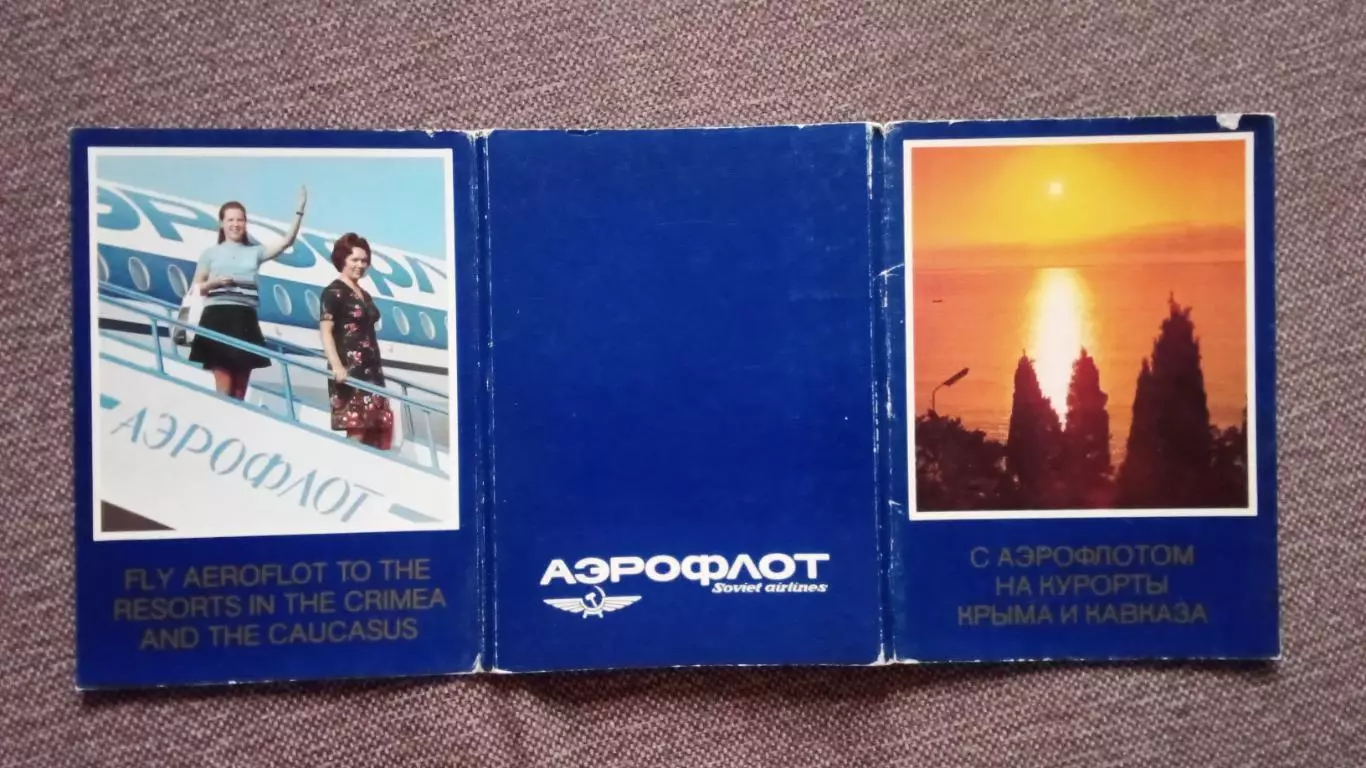 АЭРОФЛОТ
FLY AEROFLOT TO THE
RESORTS IN THE CRIMEA
AND THE CAUCASUS
АЭРОФЛОТ
Soviet airlines
С АЭРОФЛОТОМ
НА КУРОРТЫ
КРЫМА И КАВКАЗА